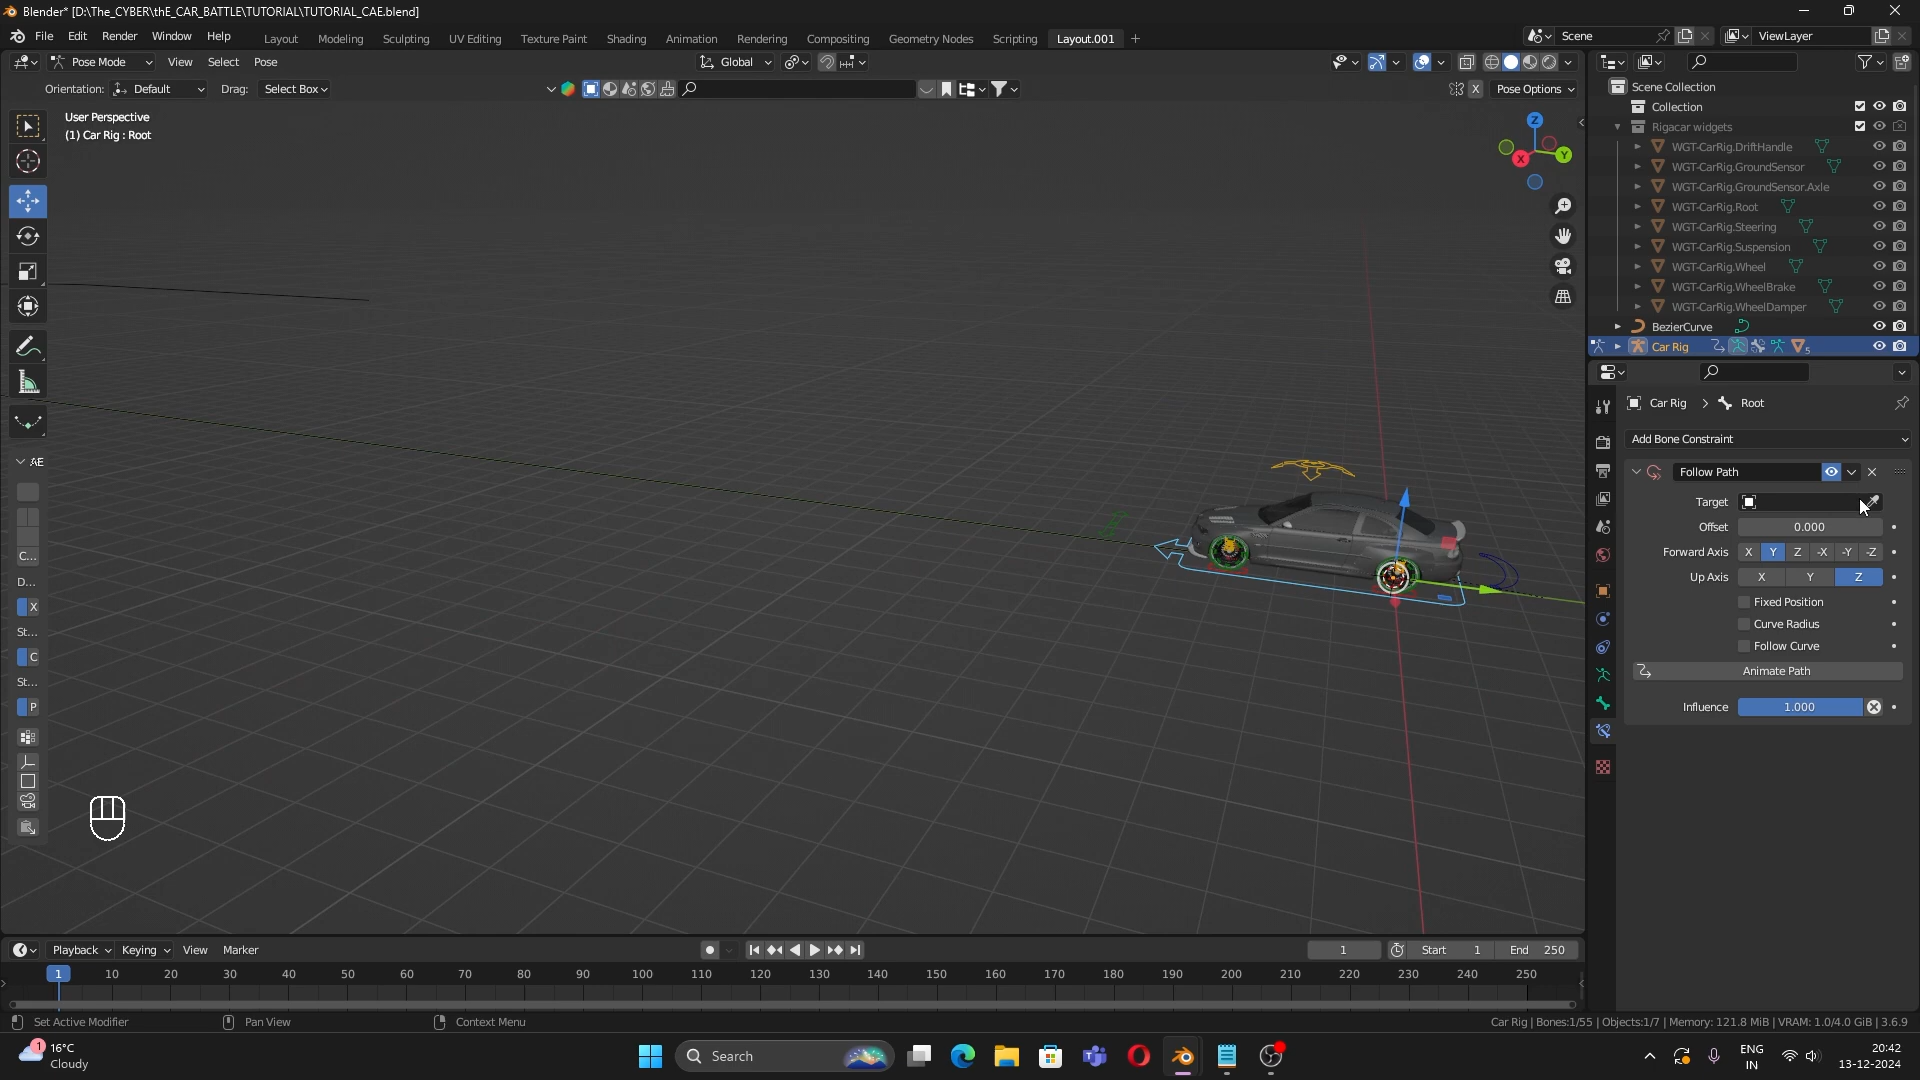 Blender* [D:\The_CYBER\thE_CAR_BATTLE\TUTORIAL\TUTORIAL_CAE.blend]
File Edit Render Window Help Layout Modeling Sculpting UV Editing Texture Paint Shading Animation Rendering Compositing Geometry Nodes Scripting Layout.001 + Scene ViewLayer
Pose Mode View Select Pose Global
Orientation: Default Drag: Select Box X Pose Options
User Perspective
(1) Car Rig : Root
Z
Y
X
AE
C...
D...
X
St...
C
St...
P
Scene Collection
Collection
Rigacar widgets
WGT-CarRig.DriftHandle
WGT-CarRig.GroundSensor
WGT-CarRig.GroundSensor.Axle
WGT-CarRig.Root
WGT-CarRig.Steering
WGT-CarRig.Suspension
WGT-CarRig.Wheel
WGT-CarRig.WheelBrake
WGT-CarRig.WheelDamper
BezierCurve
Car Rig 5
Car Rig > Root
Add Bone Constraint
Follow Path
Target
Offset 0.000
Forward Axis X Y Z -X -Y -Z
Up Axis X Y Z
Fixed Position
Curve Radius
Follow Curve
Animate Path
Influence 1.000
Playback Keying View Marker 1 Start 1 End 250
1 10 20 30 40 50 60 70 80 90 100 110 120 130 140 150 160 170 180 190 200 210 220 230 240 250
Set Active Modifier Pan View Context Menu Car Rig | Bones:1/55 | Objects:1/7 | Memory: 121.8 MiB | VRAM: 1.0/4.0 GiB | 3.6.9
1 16°C
Cloudy
Search
ENG
IN
20:42
13-12-2024